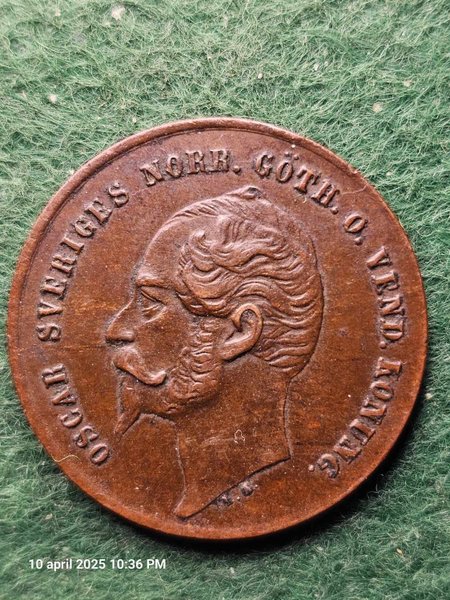 OSCAR SVERIGES NORR. GÖTH. O. VEND. KONUNG.
10 april 2025 10:36 PM